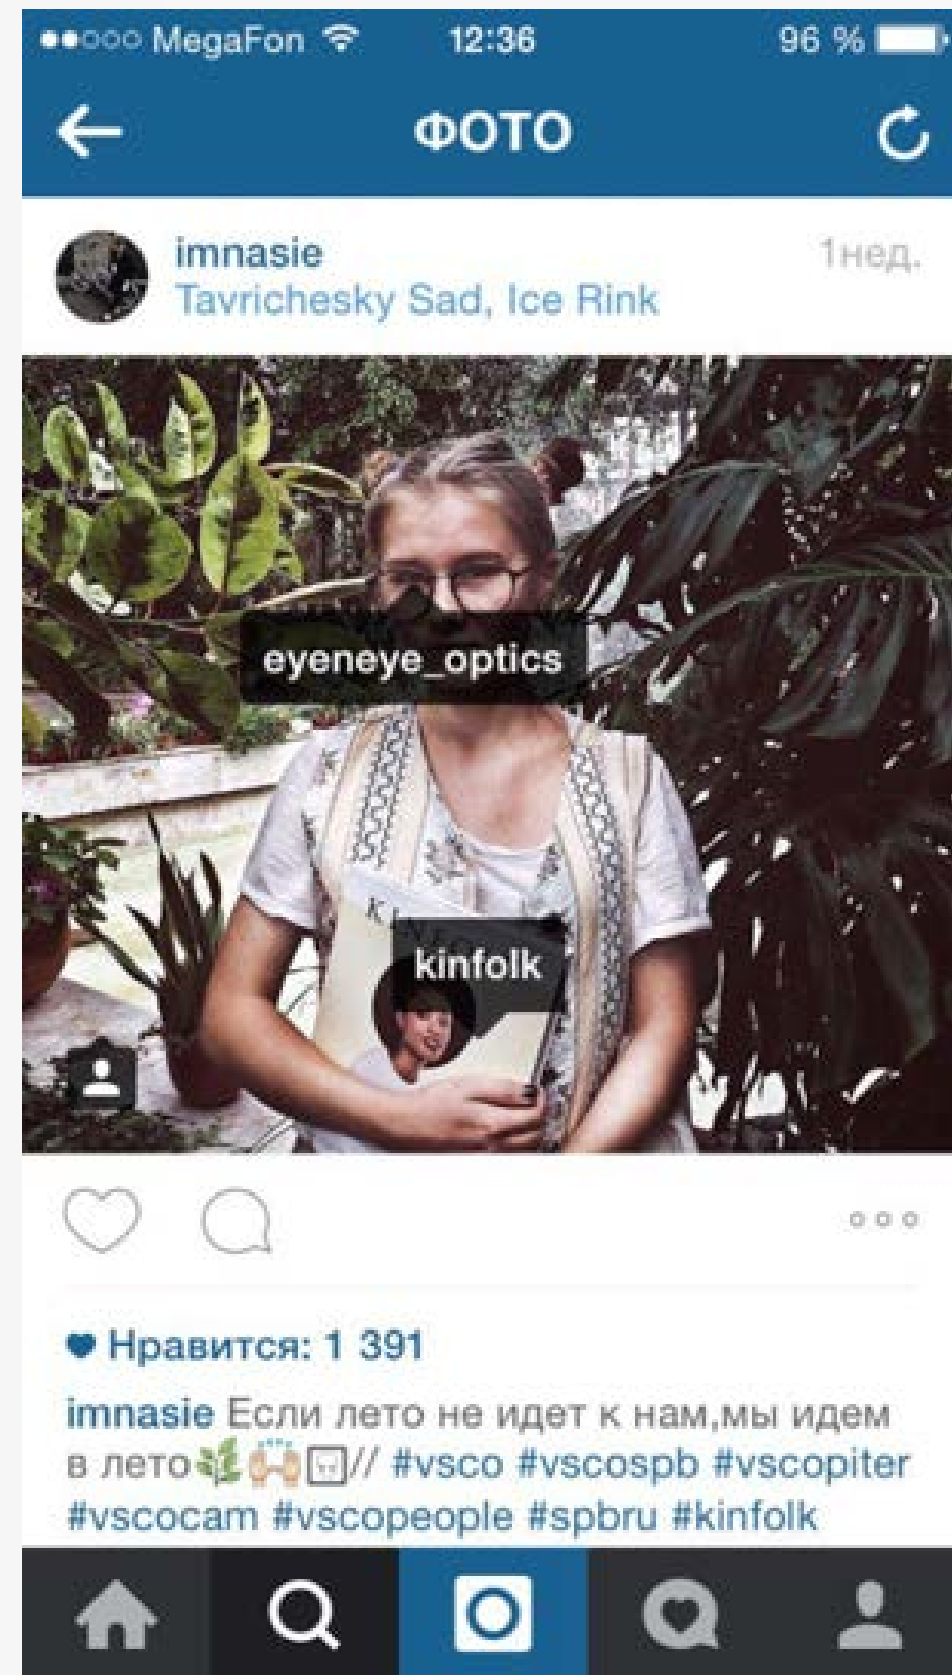 MegaFon 12:36 96 %
ФОТО
imnasie 1нед.
Tavrichesky Sad, Ice Rink
eyeneye_optics
kinfolk
Нравится: 1 391
imnasie Если лето не идет к нам,мы идем
в лето🌿🙌🏻// #vsco #vscospb #vscopiter
#vscocam #vscopeople #spbru #kinfolk